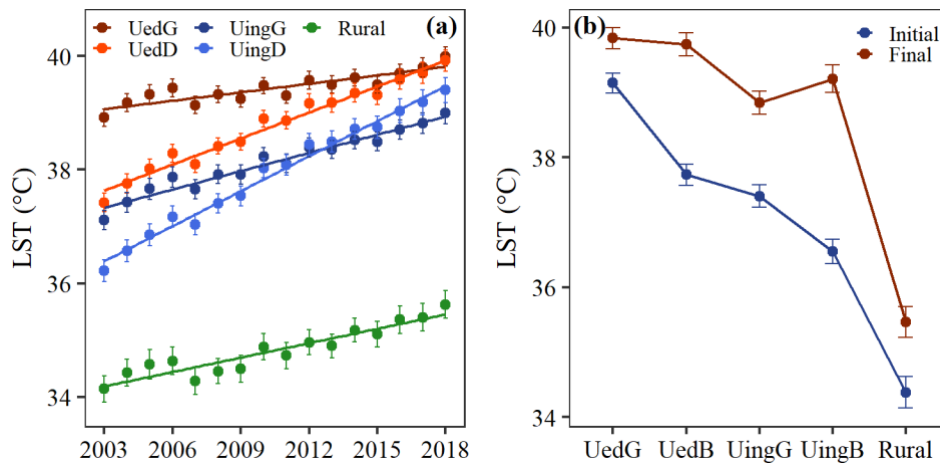 UedG UingG Rural (a)
UedD UingD
LST (°C)
40
38
36
34
2003 2006 2009 2012 2015 2018
(b) Initial
Final
LST (°C)
40
38
36
34
UedG UedB UingG UingB Rural